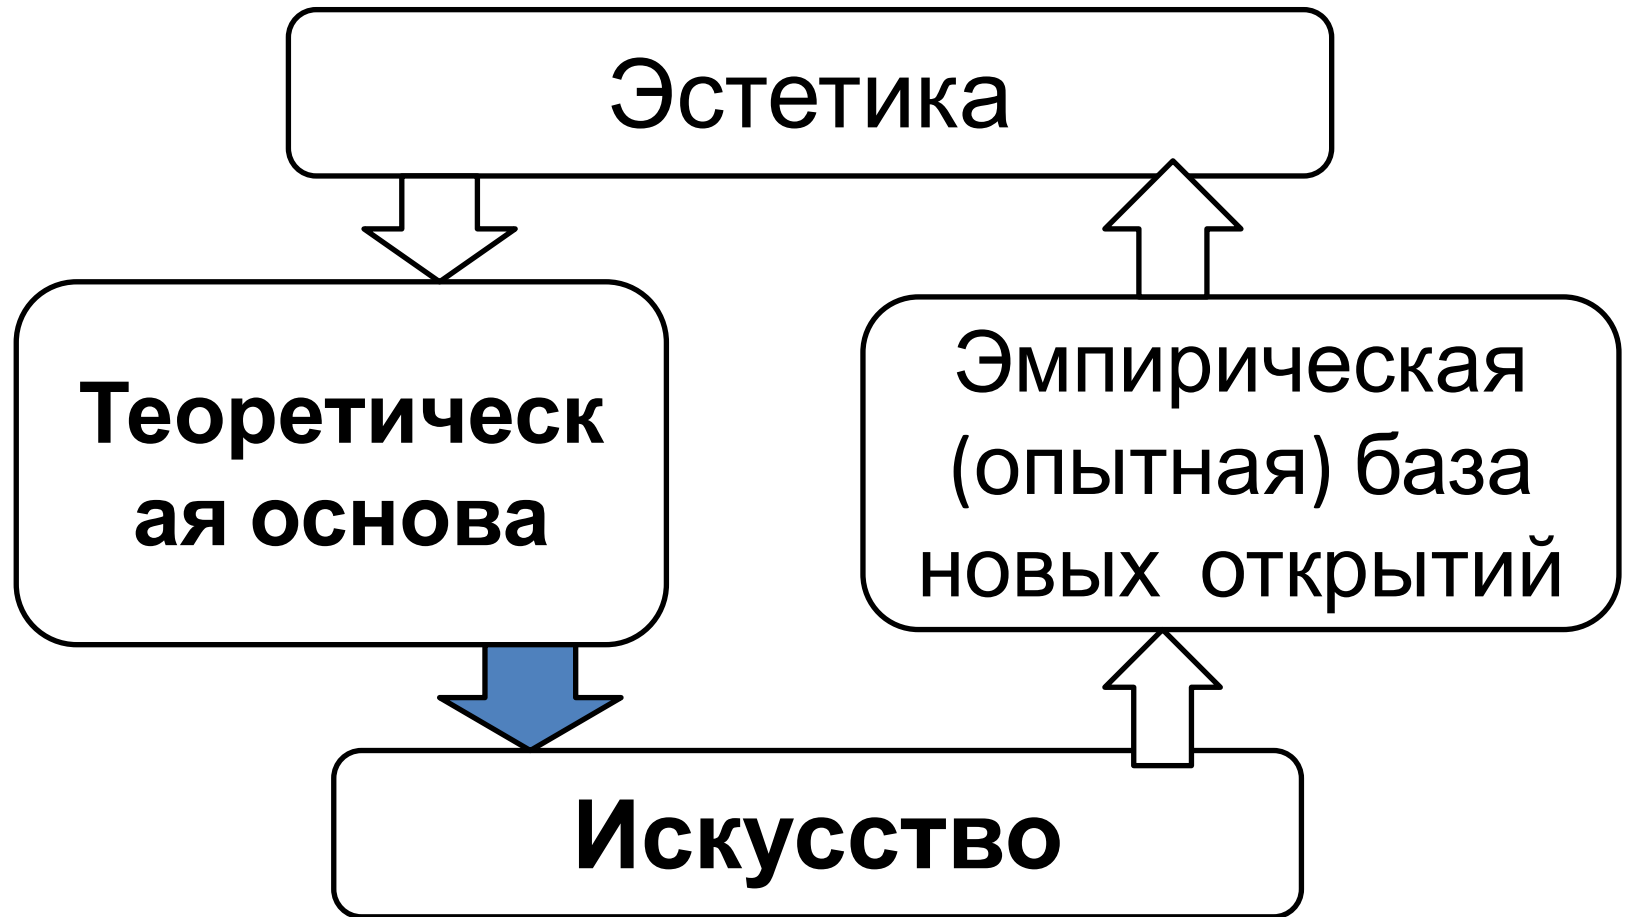 Эстетика
Теоретическ
ая основа
Эмпирическая
(опытная) база
новых открытий
Искусство